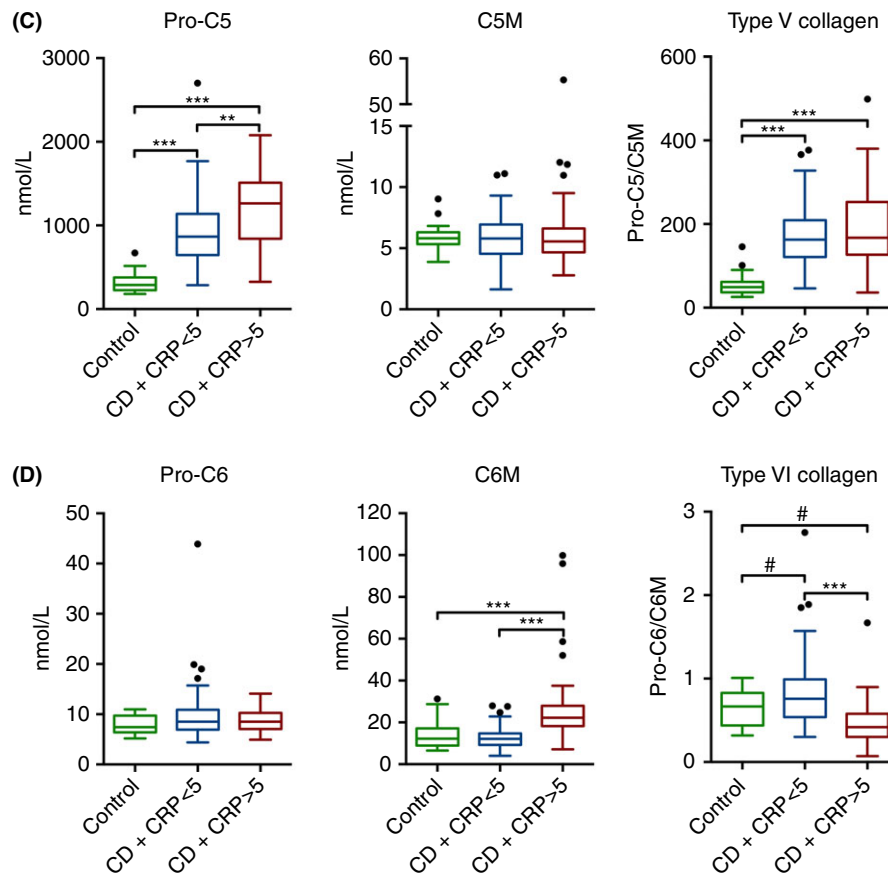 (C)
Pro-C5
C5M
Type V collagen
nmol/L
3000
2000
1000
0
***
**
***
Control
CD + CRP<5
CD + CRP>5
nmol/L
60
50
15
10
5
0
Control
CD + CRP<5
CD + CRP>5
Pro-C5/C5M
600
400
200
0
***
***
Control
CD + CRP<5
CD + CRP>5
(D)
Pro-C6
C6M
Type VI collagen
nmol/L
50
40
30
20
10
0
Control
CD + CRP<5
CD + CRP>5
nmol/L
120
100
80
60
40
20
0
***
***
Control
CD + CRP<5
CD + CRP>5
Pro-C6/C6M
3
2
1
0
#
#
***
Control
CD + CRP<5
CD + CRP>5